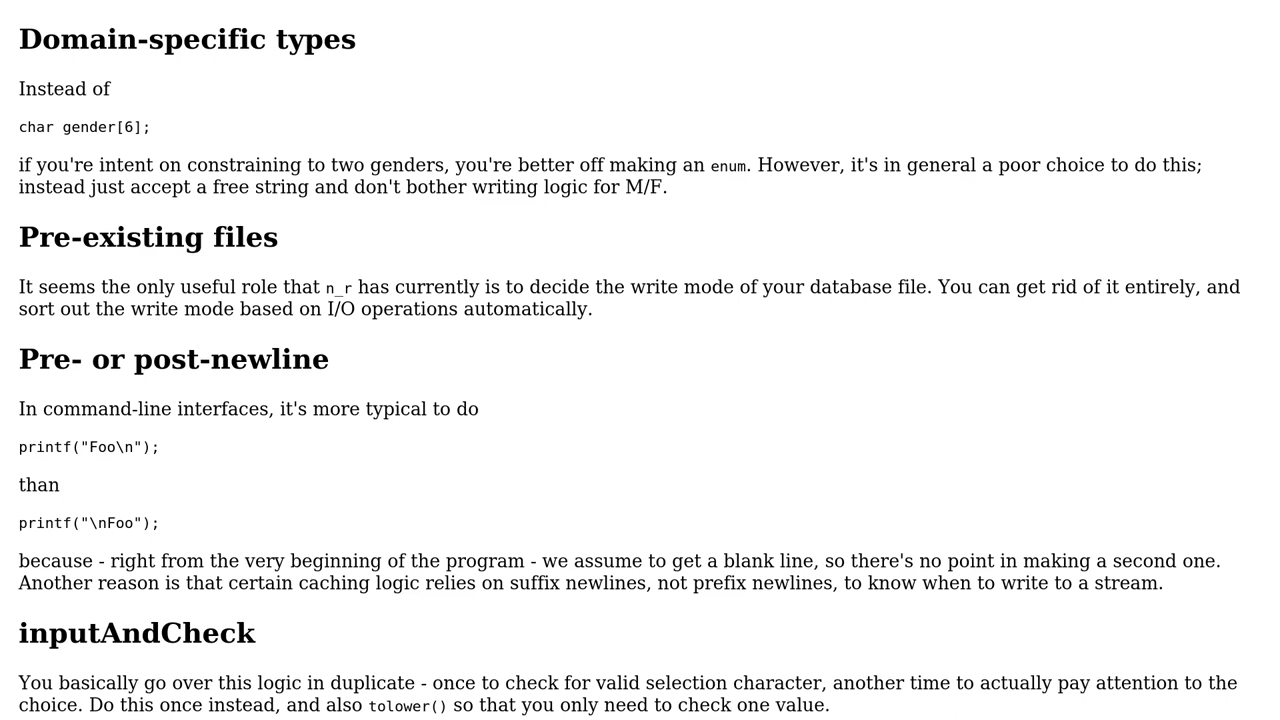 Domain-specific types
Instead of
char gender[6];
if you're intent on constraining to two genders, you're better off making an enum. However, it's in general a poor choice to do this;
instead just accept a free string and don't bother writing logic for M/F.
Pre-existing files
It seems the only useful role that n_r has currently is to decide the write mode of your database file. You can get rid of it entirely, and
sort out the write mode based on I/O operations automatically.
Pre- or post-newline
In command-line interfaces, it's more typical to do
printf("Foo\n");
than
printf("\nFoo");
because - right from the very beginning of the program - we assume to get a blank line, so there's no point in making a second one.
Another reason is that certain caching logic relies on suffix newlines, not prefix newlines, to know when to write to a stream.
inputAndCheck
You basically go over this logic in duplicate - once to check for valid selection character, another time to actually pay attention to the
choice. Do this once instead, and also tolower() so that you only need to check one value.